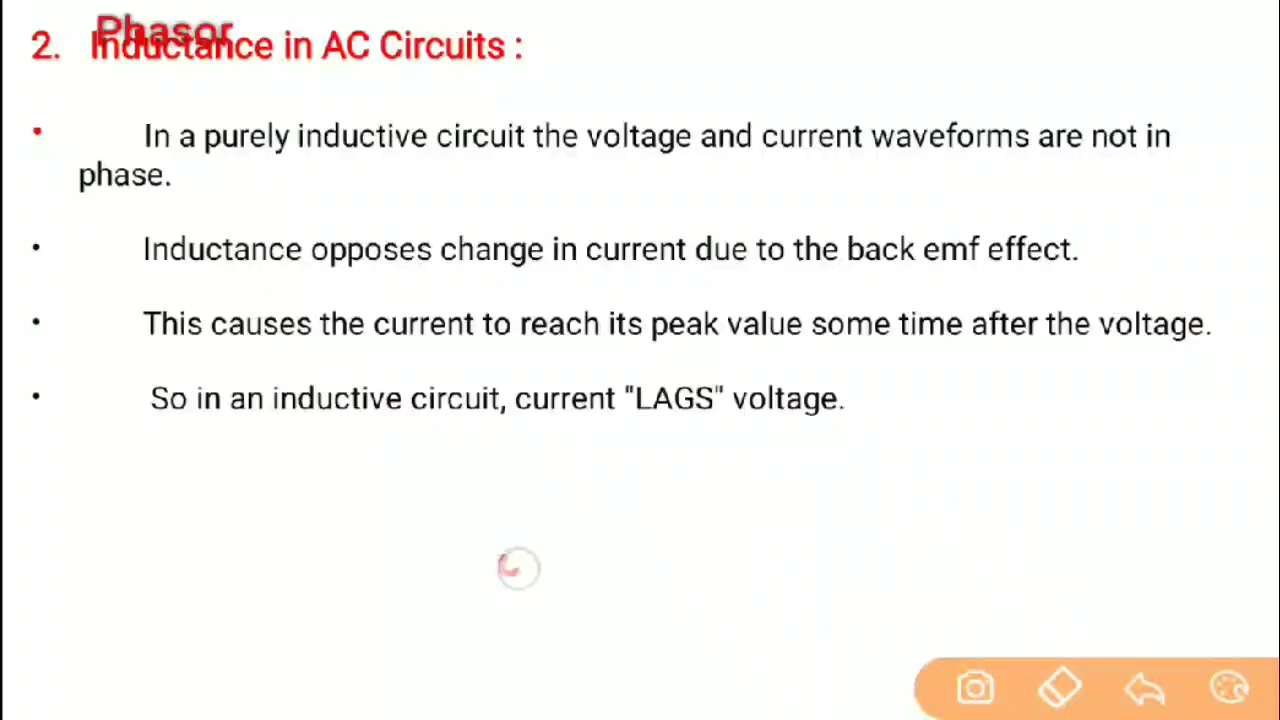 Phasor
2. Inductance in AC Circuits :
• In a purely inductive circuit the voltage and current waveforms are not in
phase.
• Inductance opposes change in current due to the back emf effect.
• This causes the current to reach its peak value some time after the voltage.
• So in an inductive circuit, current "LAGS" voltage.